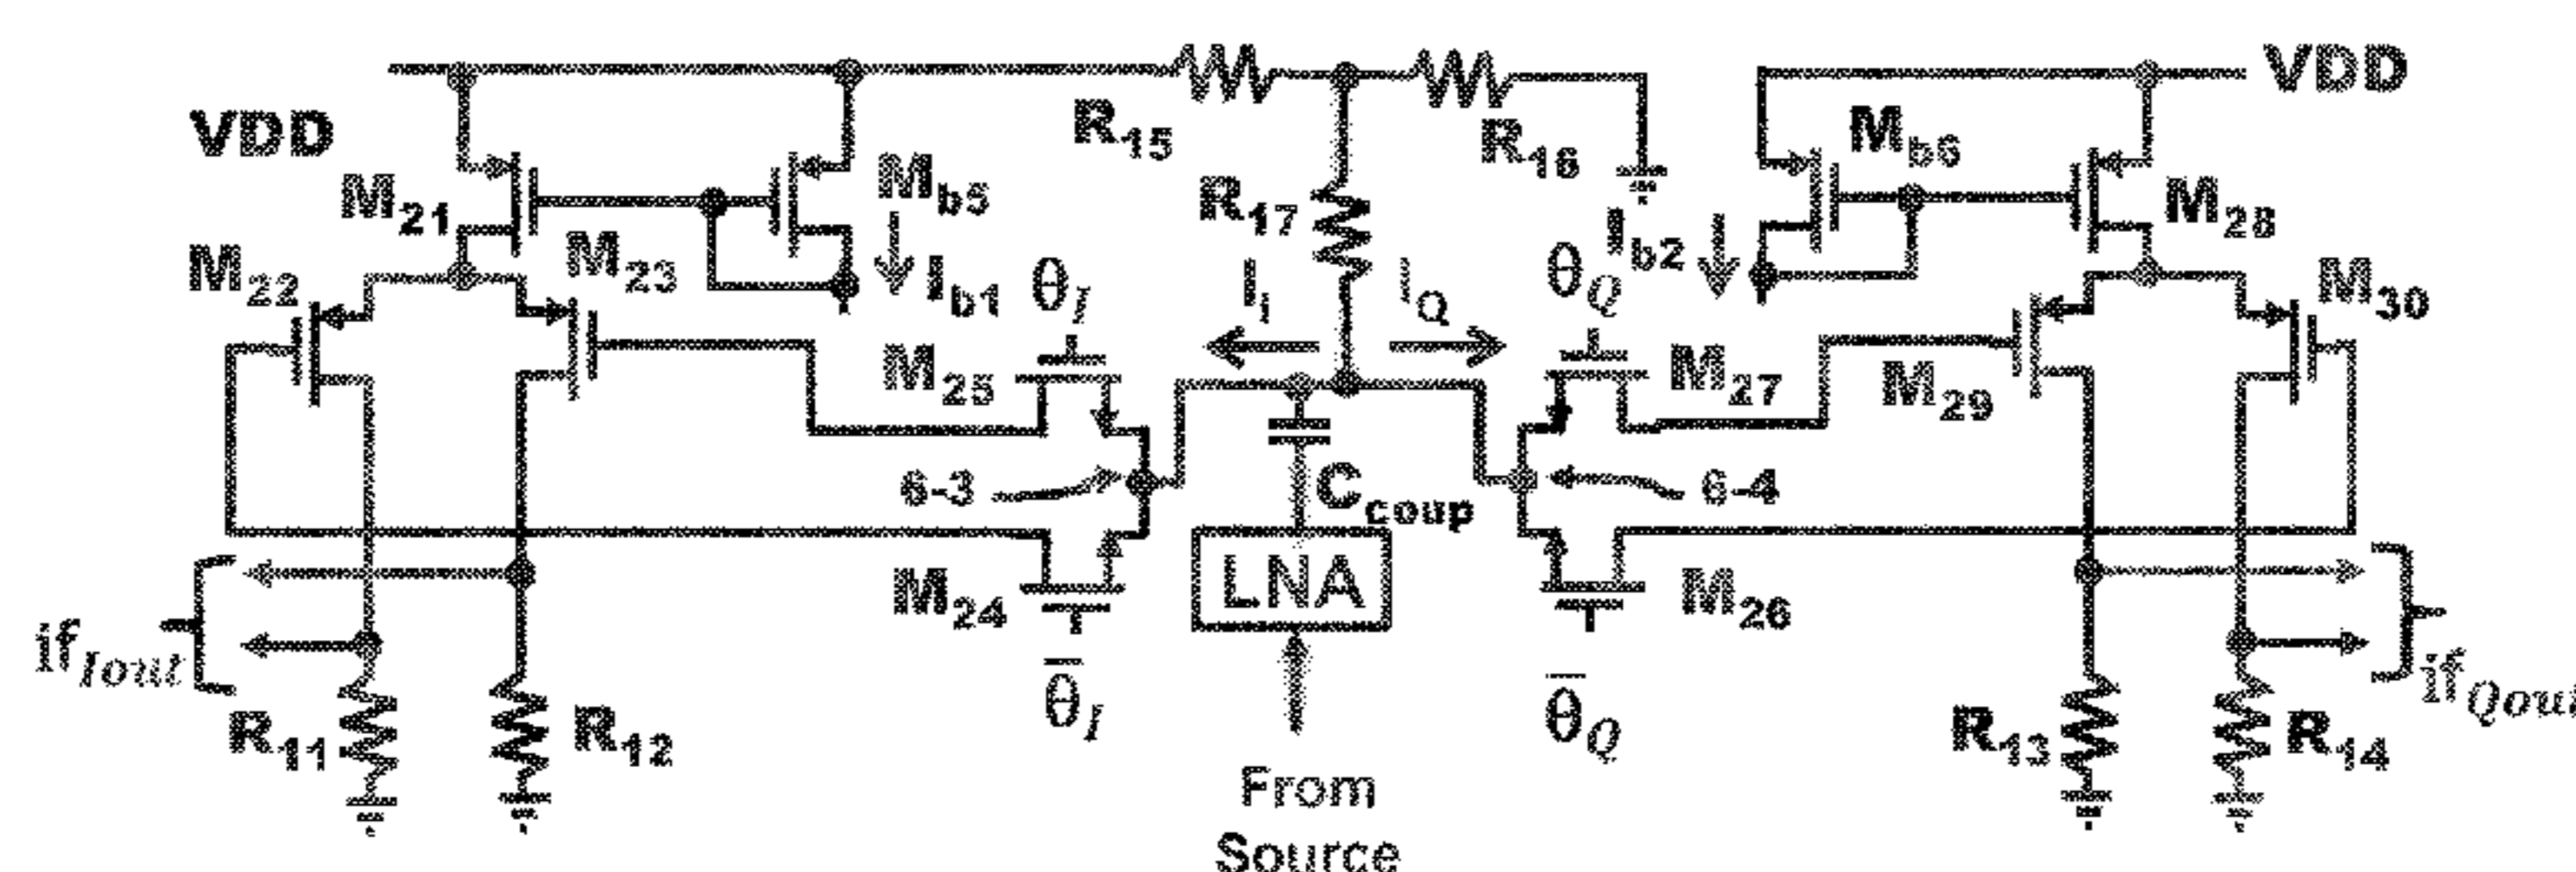 VDD
R15
R16
VDD
M21
Mb5
R17
Mb6
M28
M22
M23
Ib1
θI
iI
iQ
θQ
Ib2
M30
M25
M27
M29
6-3
Ccoup
6-4
M24
LNA
M26
ifIout
θ̅I
θ̅Q
ifQout
R11
R12
R13
R14
From
Source